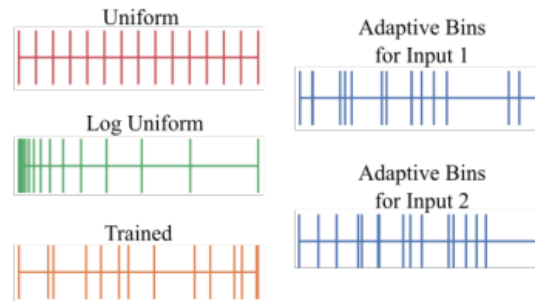 Uniform
Log Uniform
Trained
Adaptive Bins
for Input 1
Adaptive Bins
for Input 2